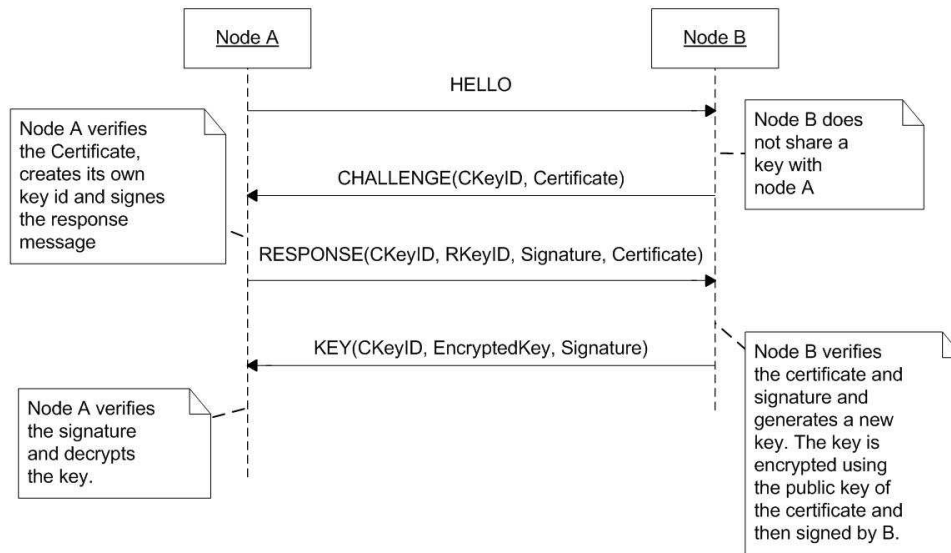 Node A
Node B
HELLO
Node A verifies
the Certificate,
creates its own
key id and signes
the response
message
Node B does
not share a
key with
node A
CHALLENGE(CKeyID, Certificate)
RESPONSE(CKeyID, RKeyID, Signature, Certificate)
KEY(CKeyID, EncryptedKey, Signature)
Node B verifies
the certificate and
signature and
generates a new
key. The key is
encrypted using
the public key of
the certificate and
then signed by B.
Node A verifies
the signature
and decrypts
the key.